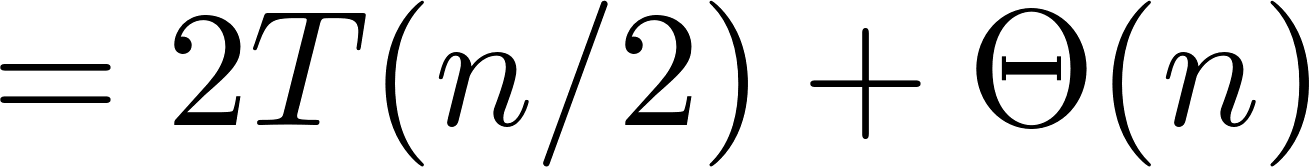 = 2T(n/2) + Θ(n)